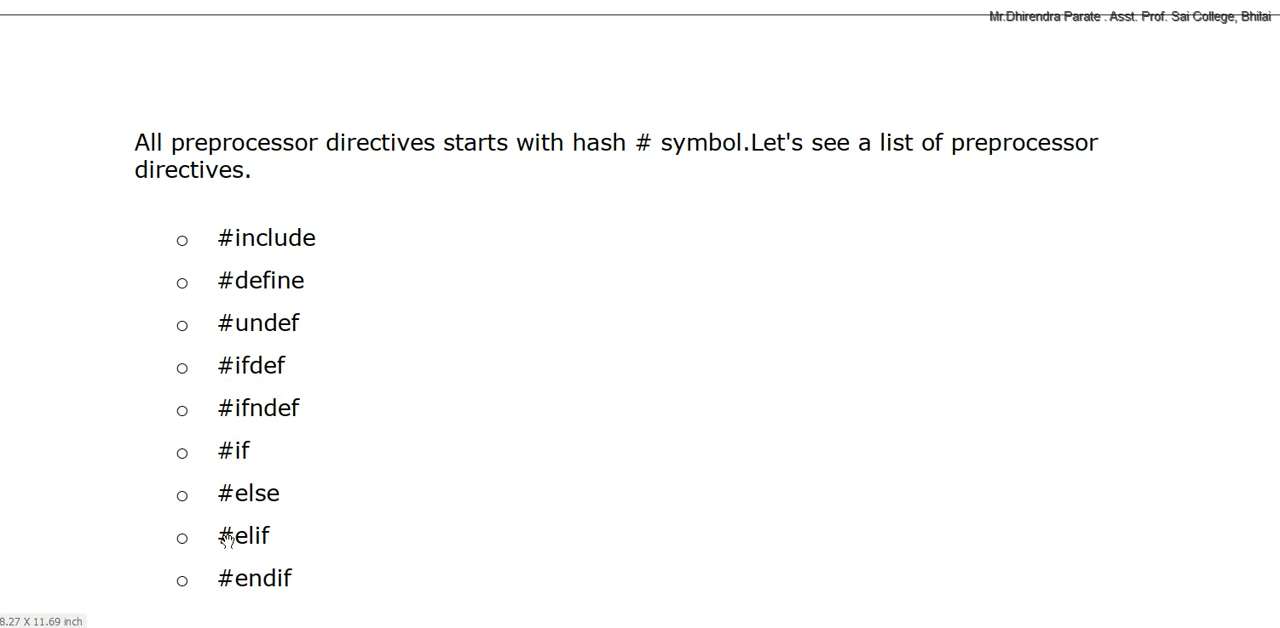 Mr.Dhirendra Parate . Asst. Prof. Sai College, Bhilai
All preprocessor directives starts with hash # symbol.Let's see a list of preprocessor
directives.
o #include
o #define
o #undef
o #ifdef
o #ifndef
o #if
o #else
o #elif
o #endif
8.27 X 11.69 inch